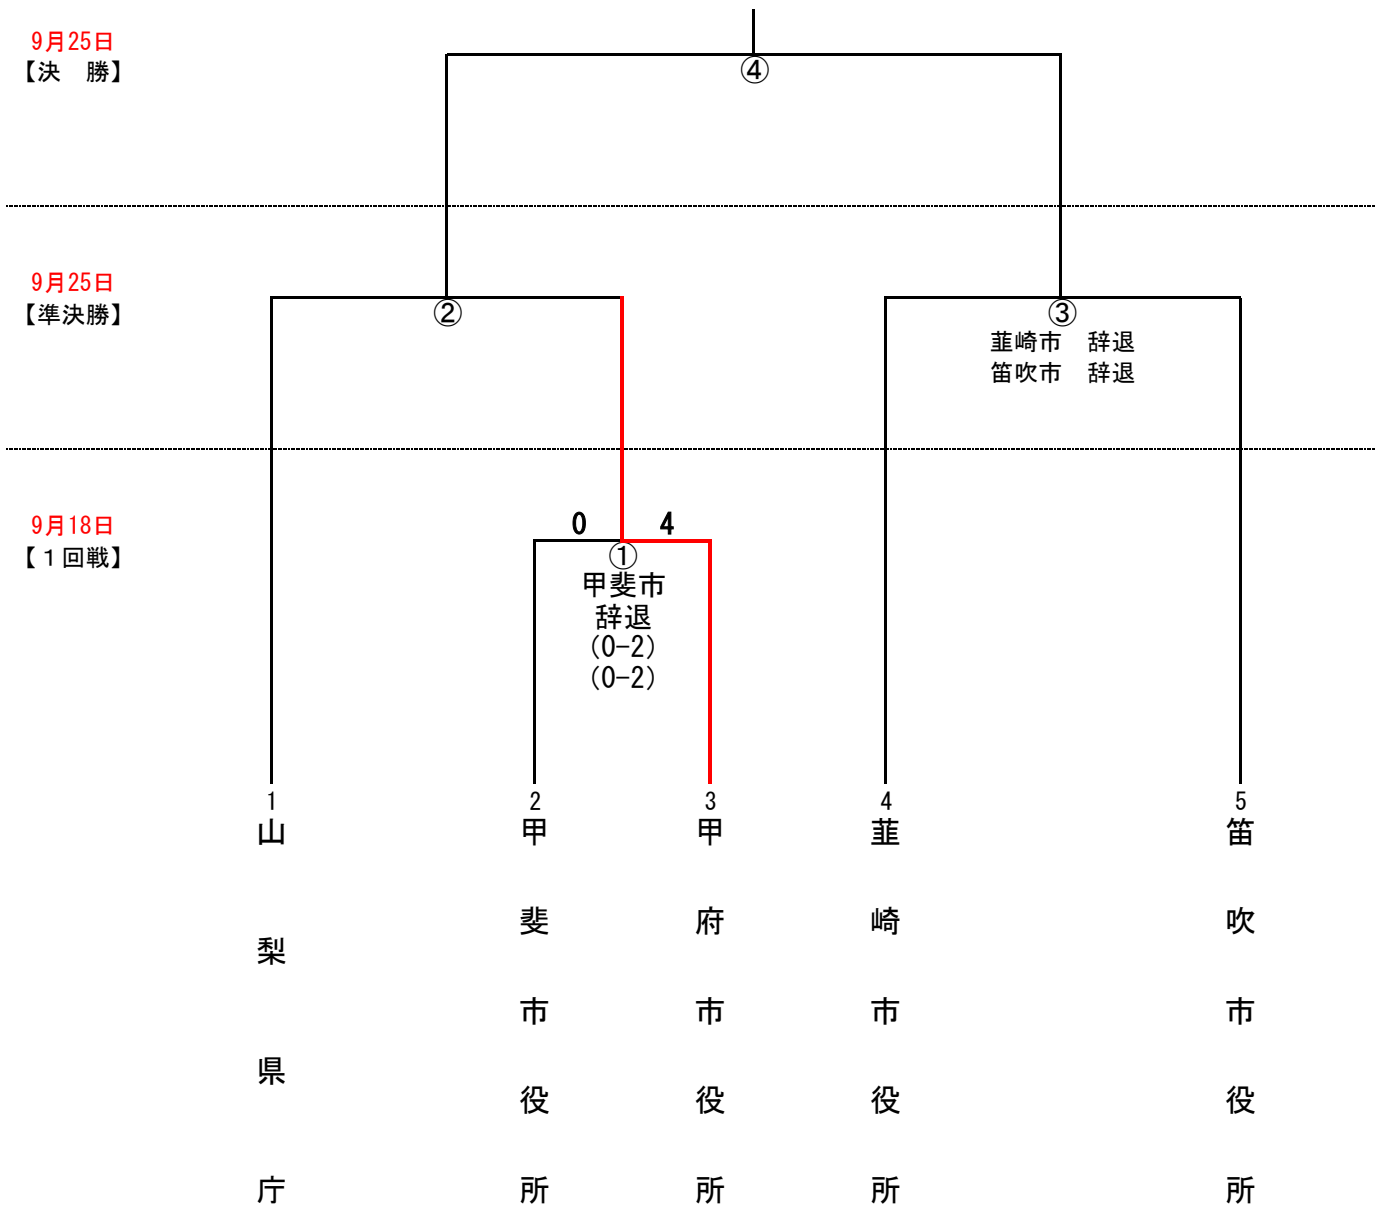 9月25日
【決　勝】
④
9月25日
【準決勝】
②
③
韮崎市　辞退
笛吹市　辞退
9月18日
【１回戦】
0
4
①
甲斐市
辞退
(0-2)
(0-2)
1
山梨県庁
2
甲斐市役所
3
甲府市役所
4
韮崎市役所
5
笛吹市役所